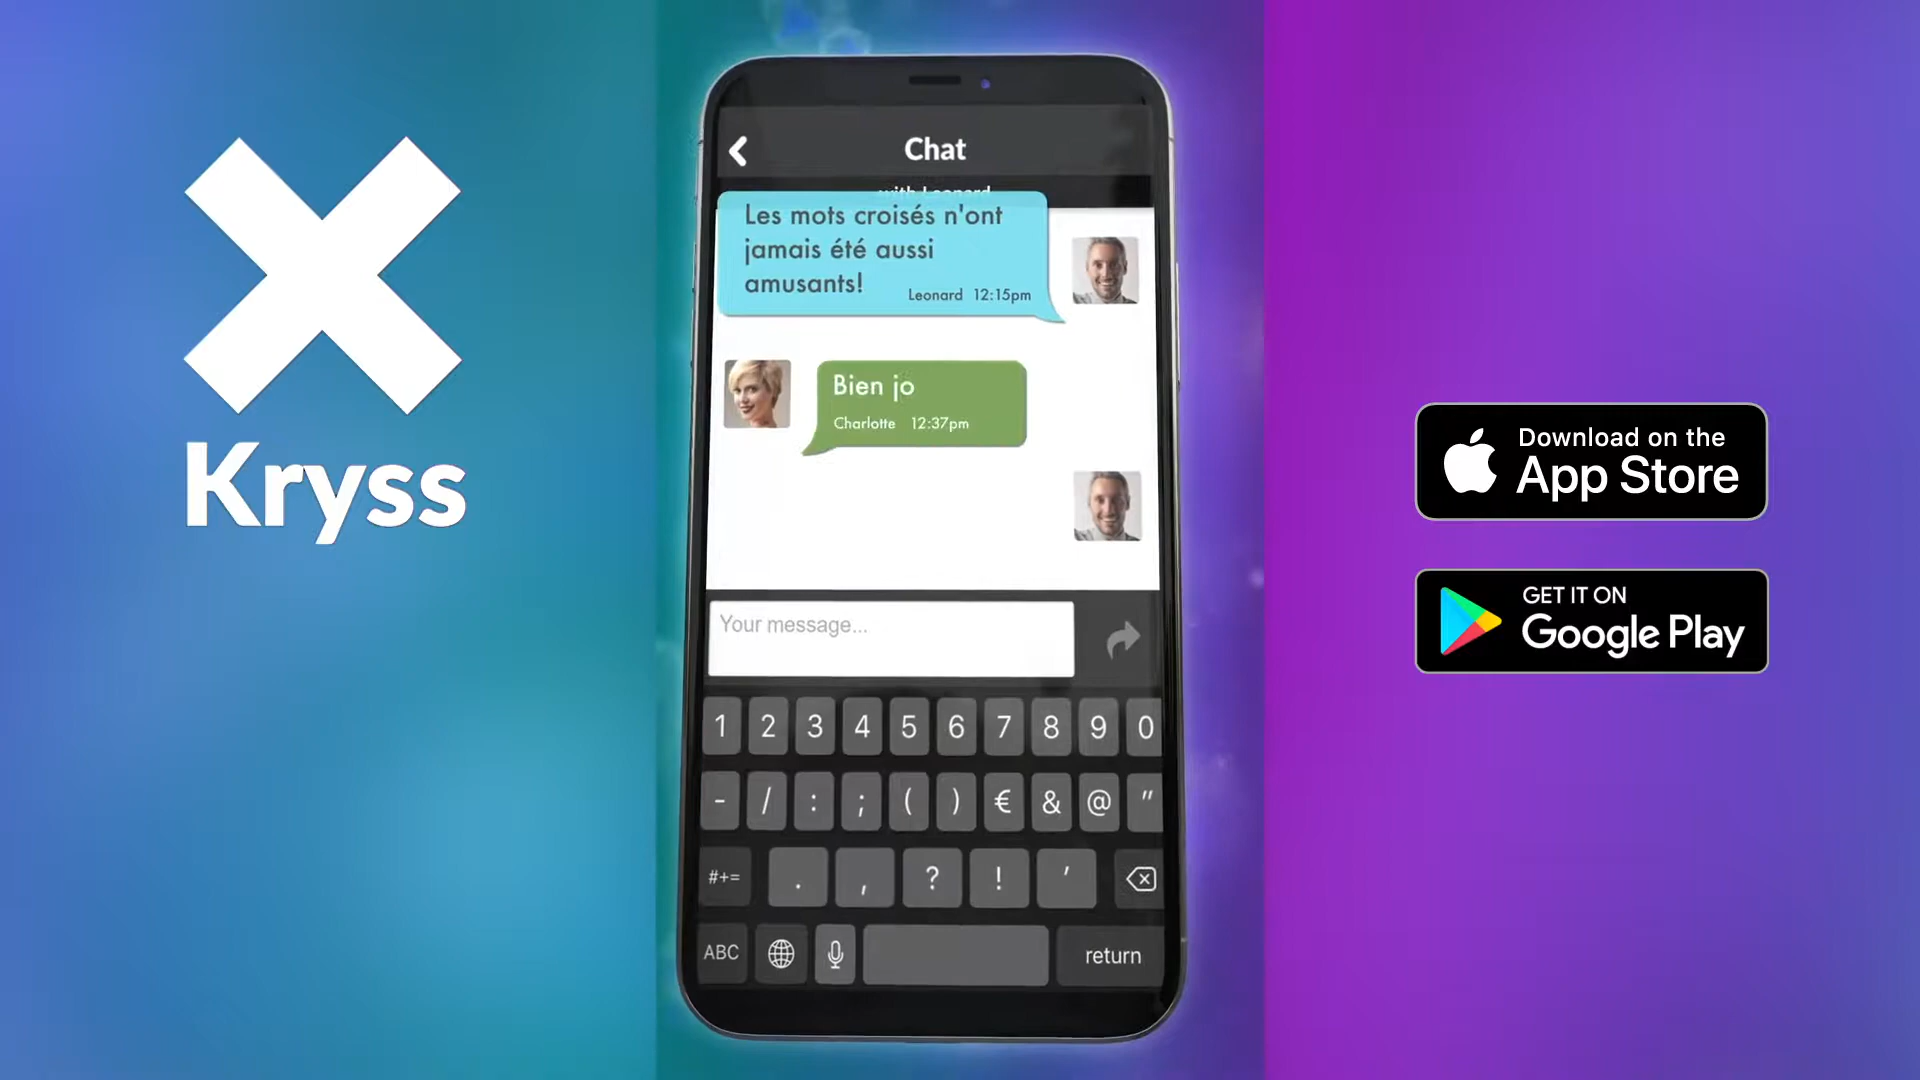 Kryss
Chat
with Leonard
Les mots croisés n'ont
jamais été aussi
amusants!
Leonard 12:15pm
Bien jo
Charlotte 12:37pm
Your message...
1 2 3 4 5 6 7 8 9 0
- / : ; ( ) € & @ "
#+= . , ? ! '
ABC
return
Download on the
App Store
GET IT ON
Google Play